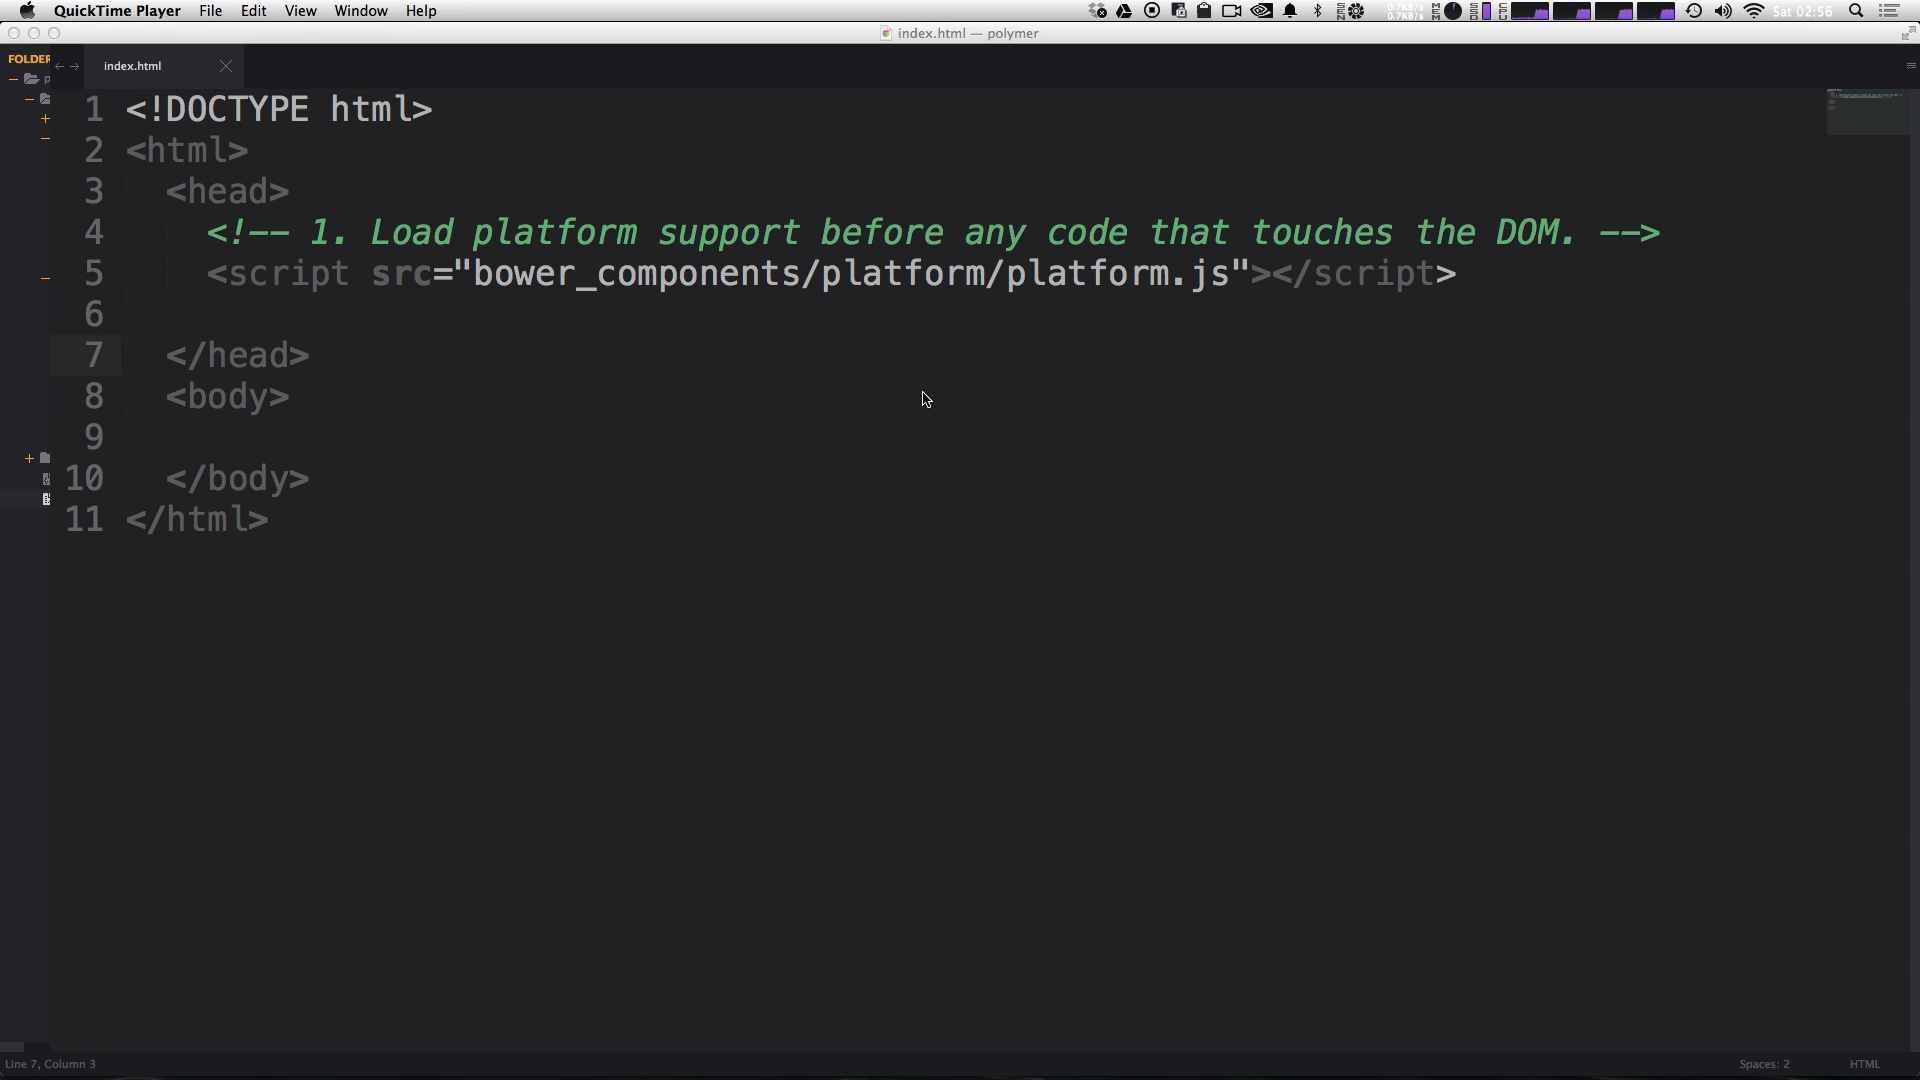 QuickTime Player File Edit View Window Help Sat 02:56
index.html — polymer
FOLDER
index.html
1 <!DOCTYPE html>
2 <html>
3 <head>
4 <!-- 1. Load platform support before any code that touches the DOM. -->
5 <script src="bower_components/platform/platform.js"></script>
6
7 </head>
8 <body>
9
10 </body>
11 </html>
Line 7, Column 3 Spaces: 2 HTML